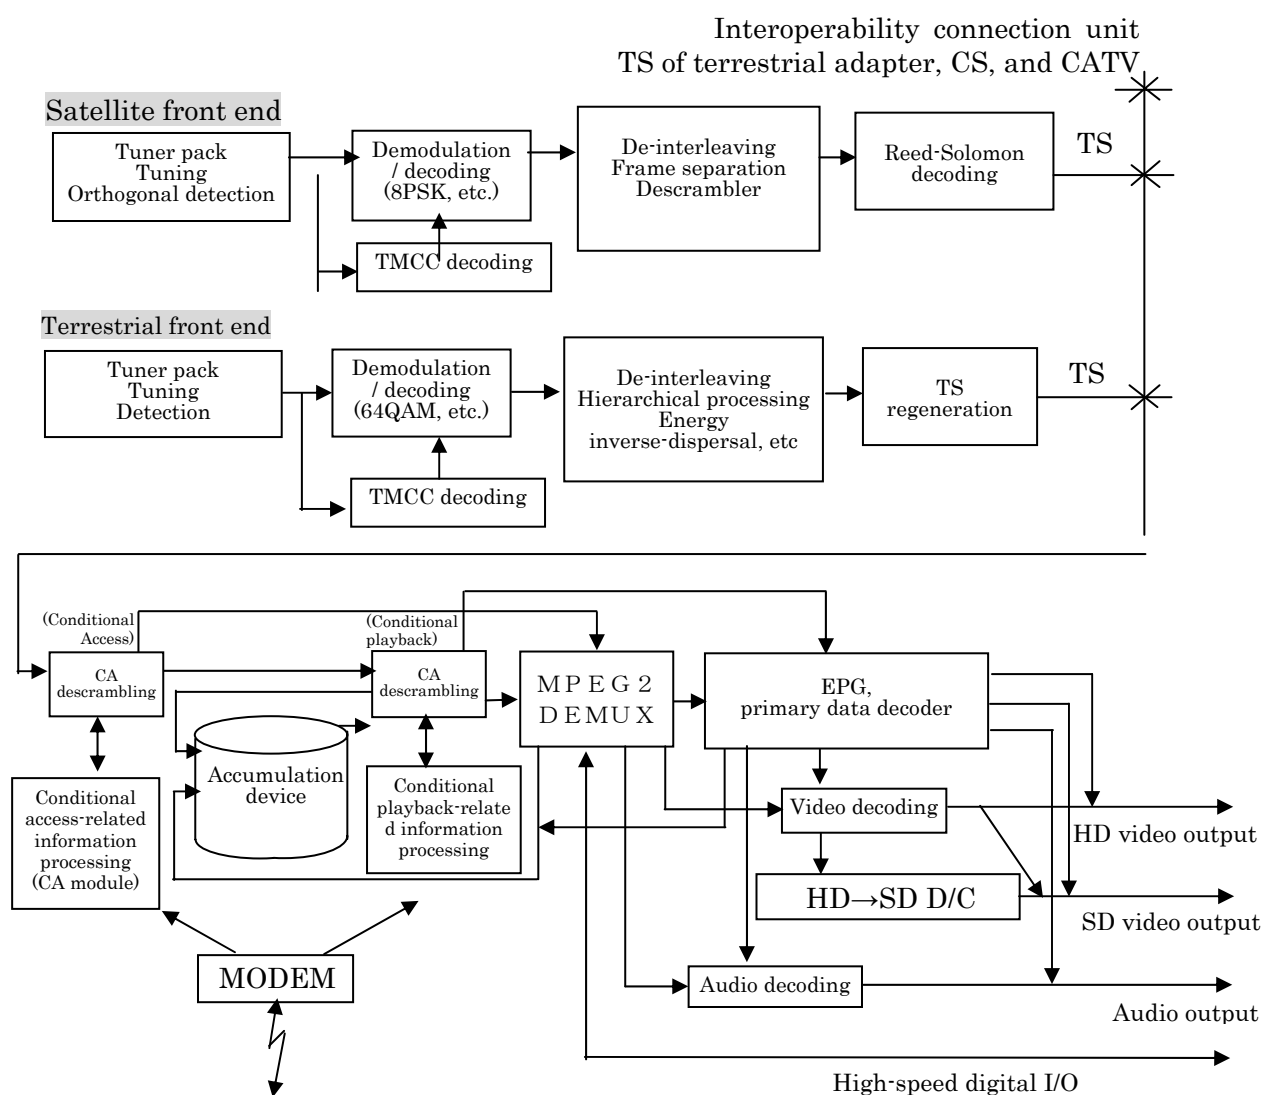 Interoperability connection unit
TS of terrestrial adapter, CS, and CATV
Satellite front end
Tuner pack
Tuning
Orthogonal detection
Demodulation
/ decoding
(8PSK, etc.)
TMCC decoding
De-interleaving
Frame separation
Descrambler
Reed-Solomon
decoding
TS
Terrestrial front end
Tuner pack
Tuning
Detection
Demodulation
/ decoding
(64QAM, etc.)
TMCC decoding
De-interleaving
Hierarchical processing
Energy
inverse-dispersal, etc
TS
regeneration
TS
(Conditional
Access)
(Conditional
playback)
CA
descrambling
CA
descrambling
ＭＰＥＧ２
ＤＥＭＵＸ
EPG,
primary data decoder
Accumulation
device
Conditional
access-related
information
processing
(CA module)
Conditional
playback-relate
d information
processing
Video decoding
HD video output
HD→SD D/C
SD video output
MODEM
Audio decoding
Audio output
High-speed digital I/O